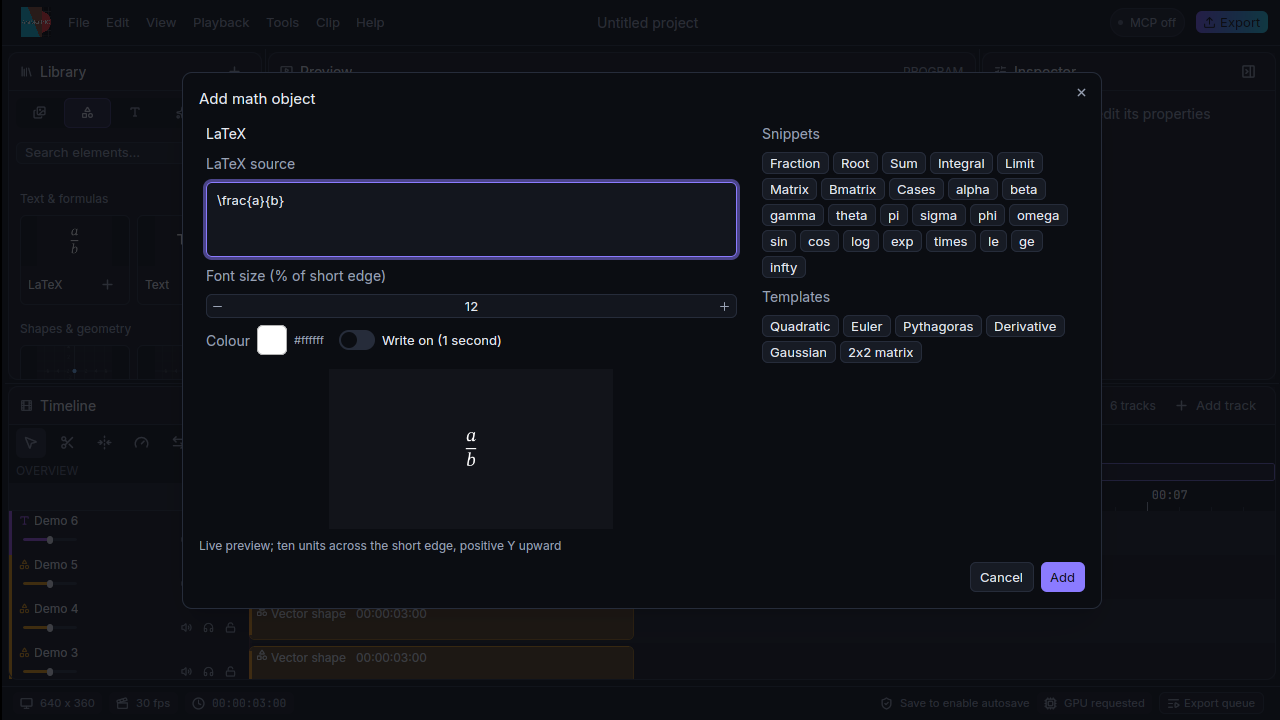 File Edit View Playback Tools Clip Help
Untitled project
MCP off
Export
Library
Preview
PROGRAM
Inspector
Search elements...
dit its properties
Text & formulas
a
b
LaTeX
Text
Shapes & geometry
Add math object
LaTeX
LaTeX source
\frac{a}{b}
Font size (% of short edge)
12
Colour #ffffff Write on (1 second)
a
b
Live preview; ten units across the short edge, positive Y upward
Snippets
Fraction Root Sum Integral Limit
Matrix Bmatrix Cases alpha beta
gamma theta pi sigma phi omega
sin cos log exp times le ge
infty
Templates
Quadratic Euler Pythagoras Derivative
Gaussian 2x2 matrix
Cancel Add
Timeline
6 tracks Add track
OVERVIEW
00:07
Demo 6
Demo 5
Demo 4
Vector shape 00:00:03:00
Demo 3
Vector shape 00:00:03:00
640 x 360 30 fps 00:00:03:00
Save to enable autosave GPU requested Export queue